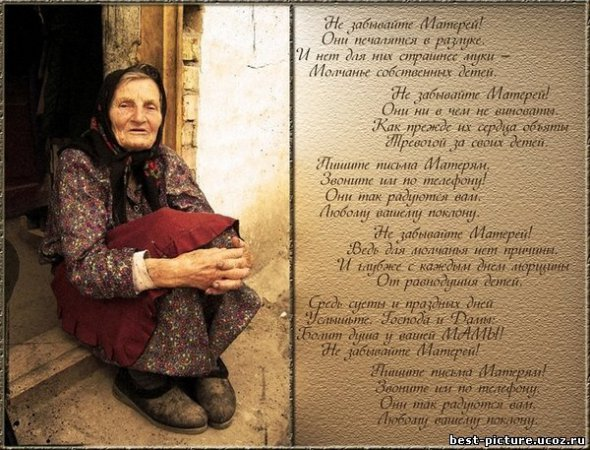 Не забывайте Матерей!
Они печалятся в разлуке.
И нет для них страшнее муки –
Молчанье собственных детей.
Не забывайте Матерей!
Они ни в чем не виноваты.
Как прежде их сердца объяты
Тревогой за своих детей.
Пишите письма Матерям,
Звоните им по телефону!
Они так радуются вам,
Любому вашему поклону.
Не забывайте Матерей!
Ведь для молчанья нет причины,
И глубже с каждым днем морщины
От равнодушия детей.
Средь суеты и праздных дней
Услышьте, Господа и Дамы:
Болит душа у вашей МАМЫ!
Не забывайте Матерей!
Пишите письма Матерям!
Звоните им по телефону.
Они так радуются вам,
Любому вашему поклону.
best-picture.ucoz.ru